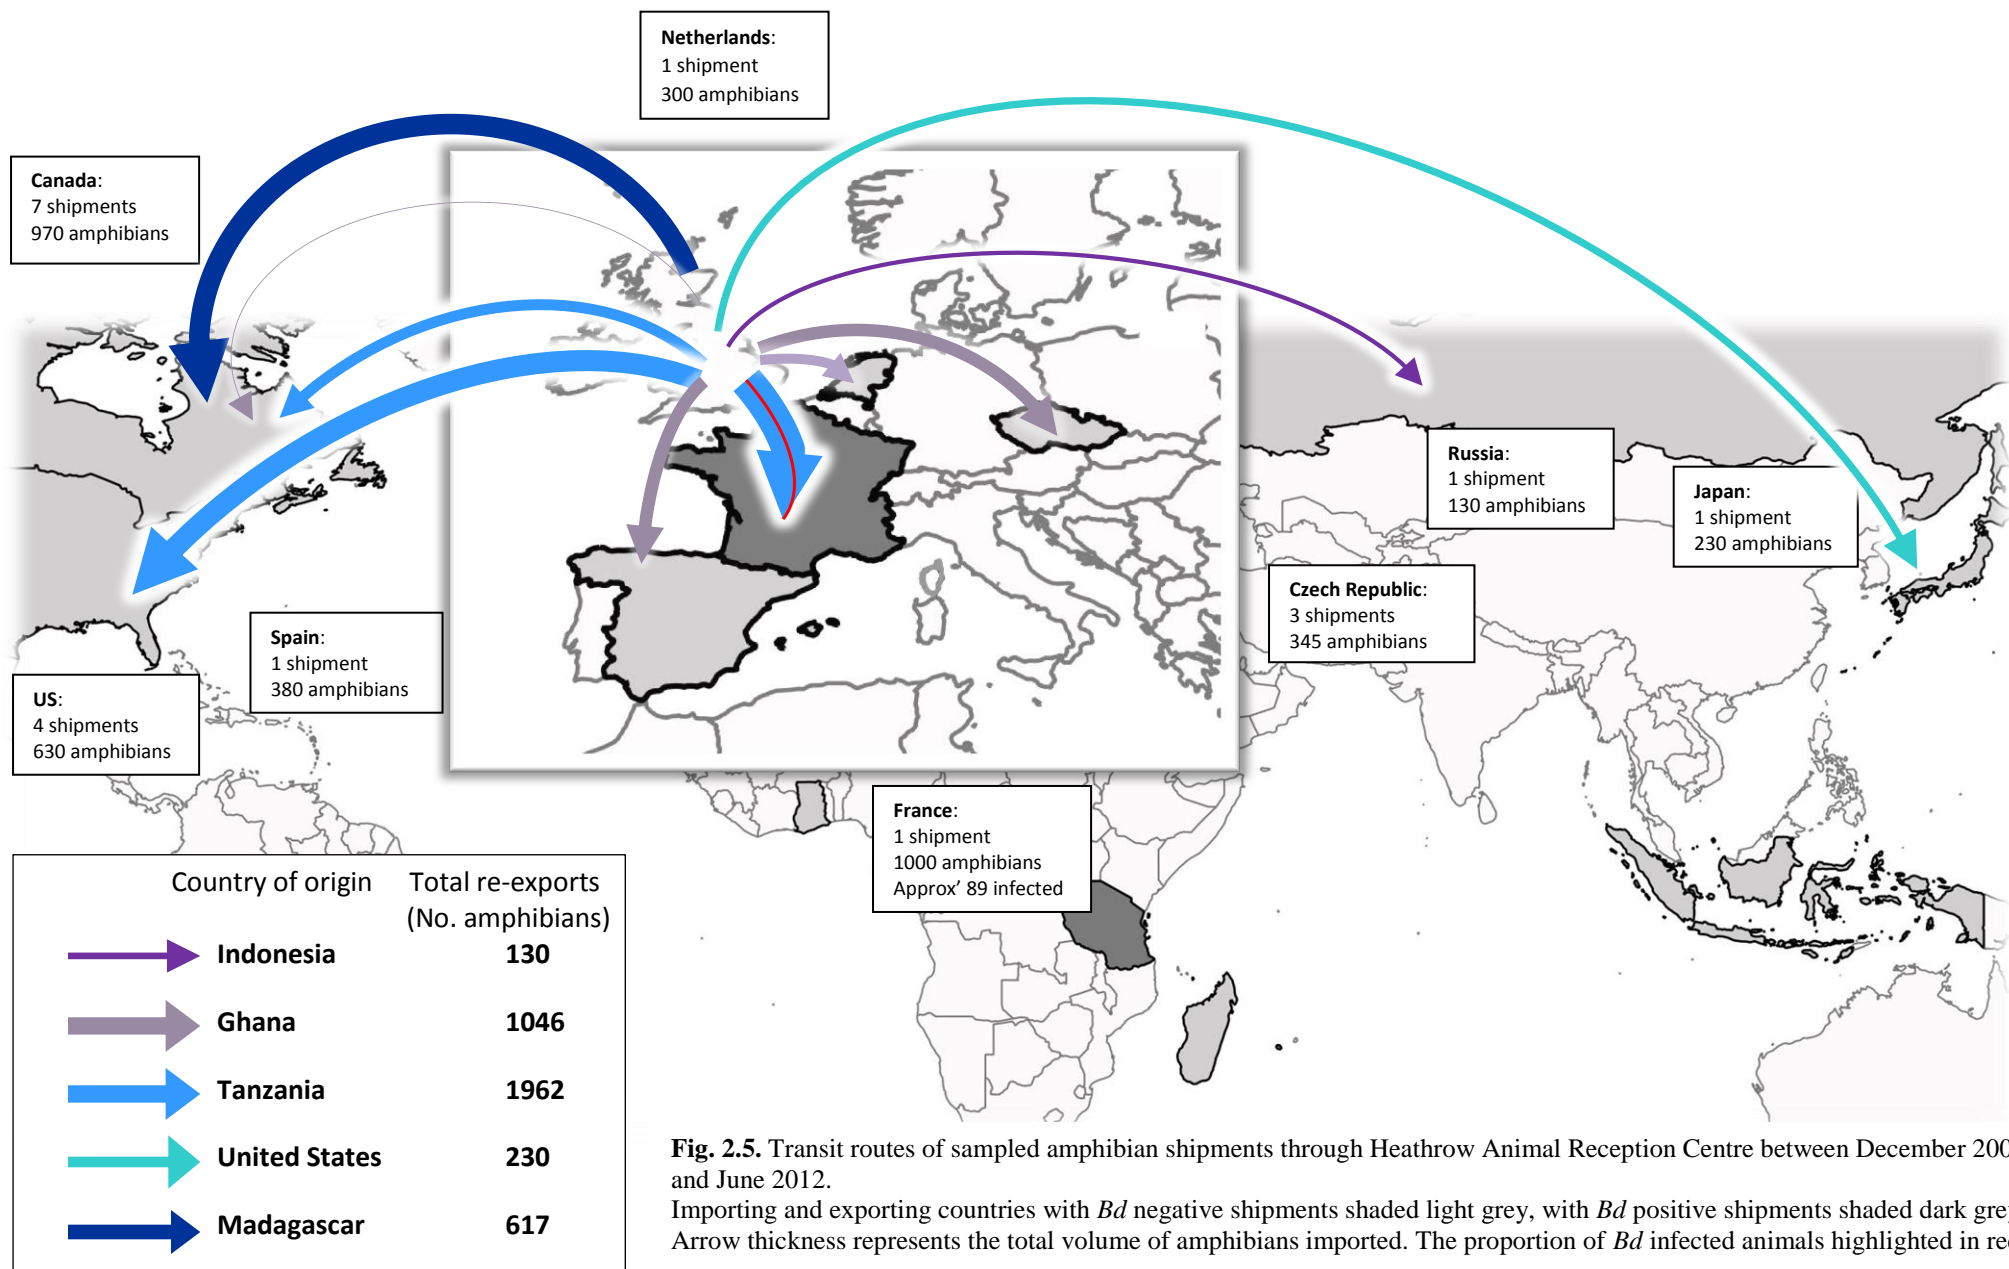 Netherlands:
1 shipment
300 amphibians
Canada:
7 shipments
970 amphibians
Russia:
1 shipment
130 amphibians
Japan:
1 shipment
230 amphibians
Czech Republic:
3 shipments
345 amphibians
Spain:
1 shipment
380 amphibians
US:
4 shipments
630 amphibians
France:
1 shipment
1000 amphibians
Approx’ 89 infected
Country of origin Total re-exports
(No. amphibians)
Indonesia 130
Ghana 1046
Tanzania 1962
United States 230
Madagascar 617
Fig. 2.5. Transit routes of sampled amphibian shipments through Heathrow Animal Reception Centre between December
and June 2012.
Importing and exporting countries with Bd negative shipments shaded light grey, with Bd positive shipments shaded dark grey
Arrow thickness represents the total volume of amphibians imported. The proportion of Bd infected animals highlighted in red